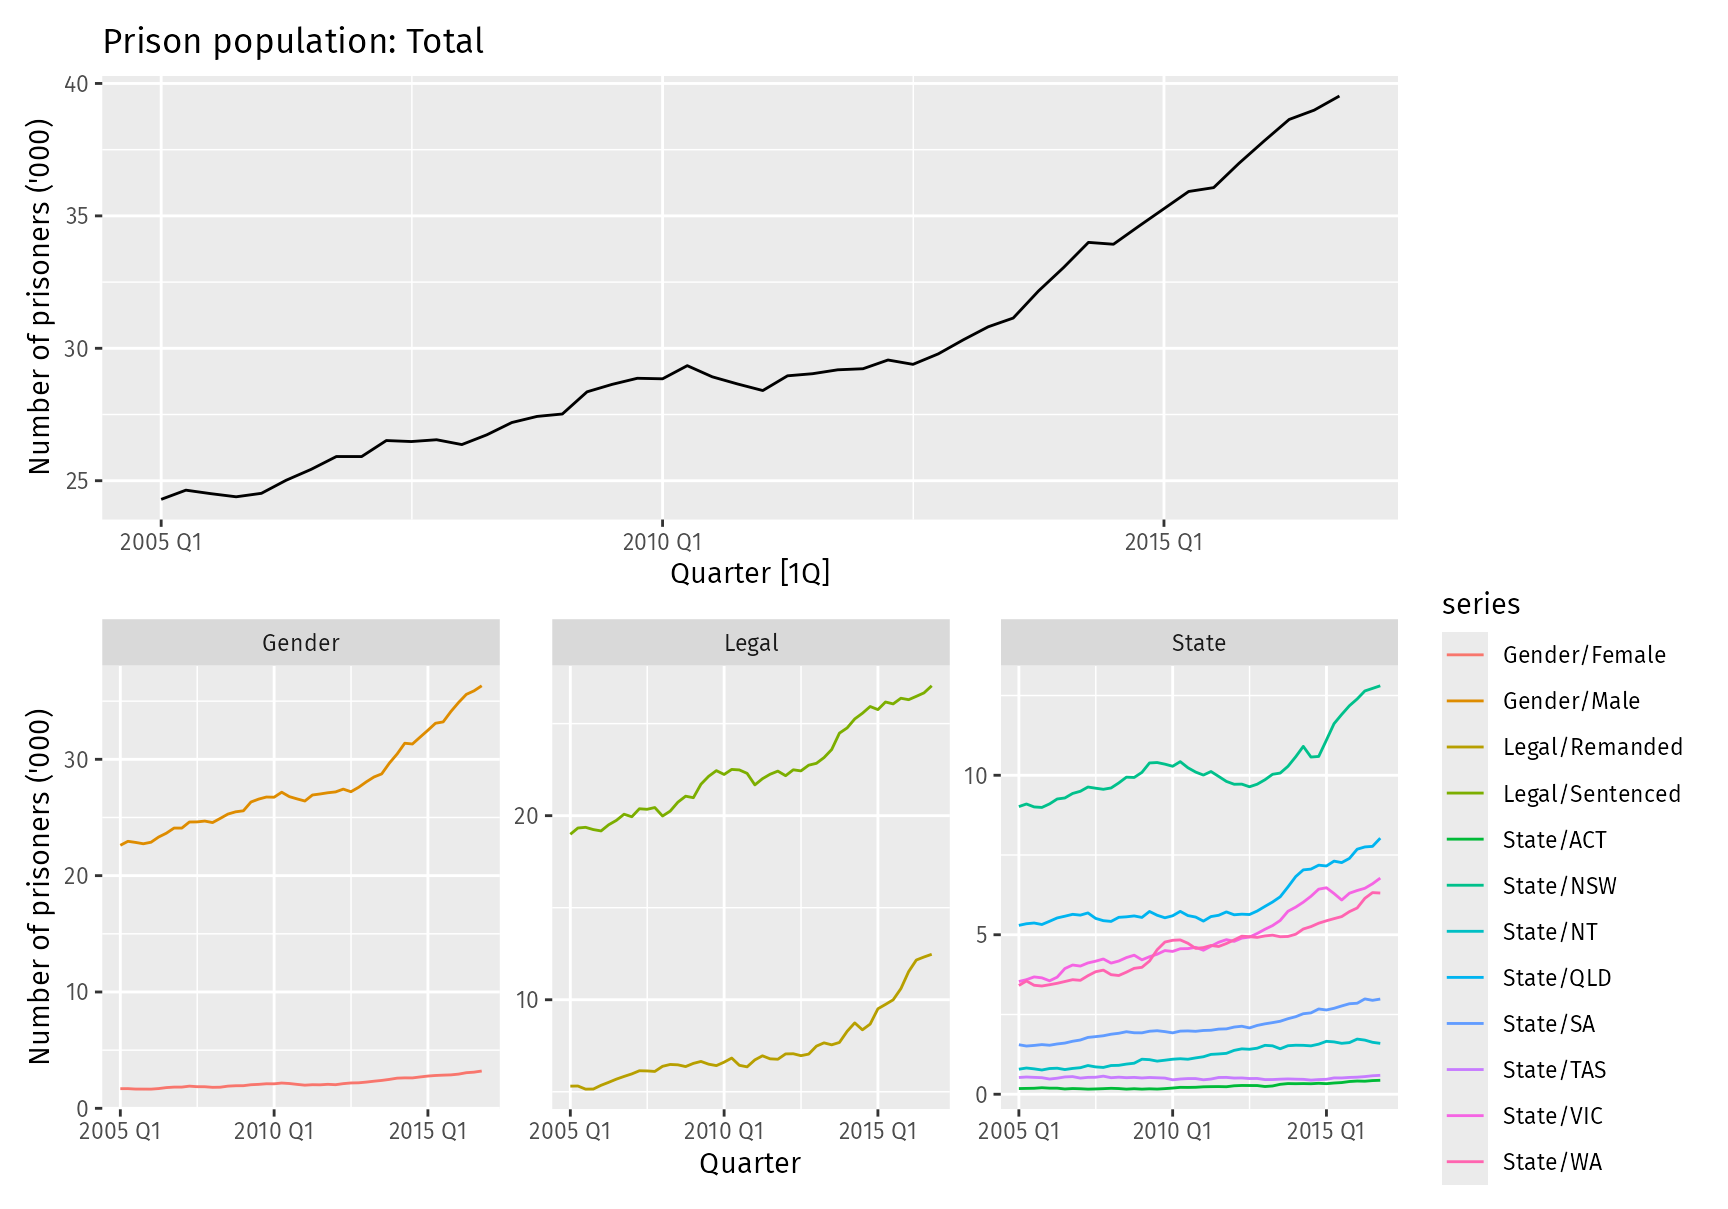 Prison population: Total
Number of prisoners ('000)
40
35
30
25
2005 Q1
2010 Q1
2015 Q1
Quarter [1Q]
Gender
Legal
State
Number of prisoners ('000)
30
20
10
0
20
10
10
5
0
2005 Q1
2010 Q1
2015 Q1
2005 Q1
2010 Q1
2015 Q1
2005 Q1
2010 Q1
2015 Q1
Quarter
series
Gender/Female
Gender/Male
Legal/Remanded
Legal/Sentenced
State/ACT
State/NSW
State/NT
State/QLD
State/SA
State/TAS
State/VIC
State/WA